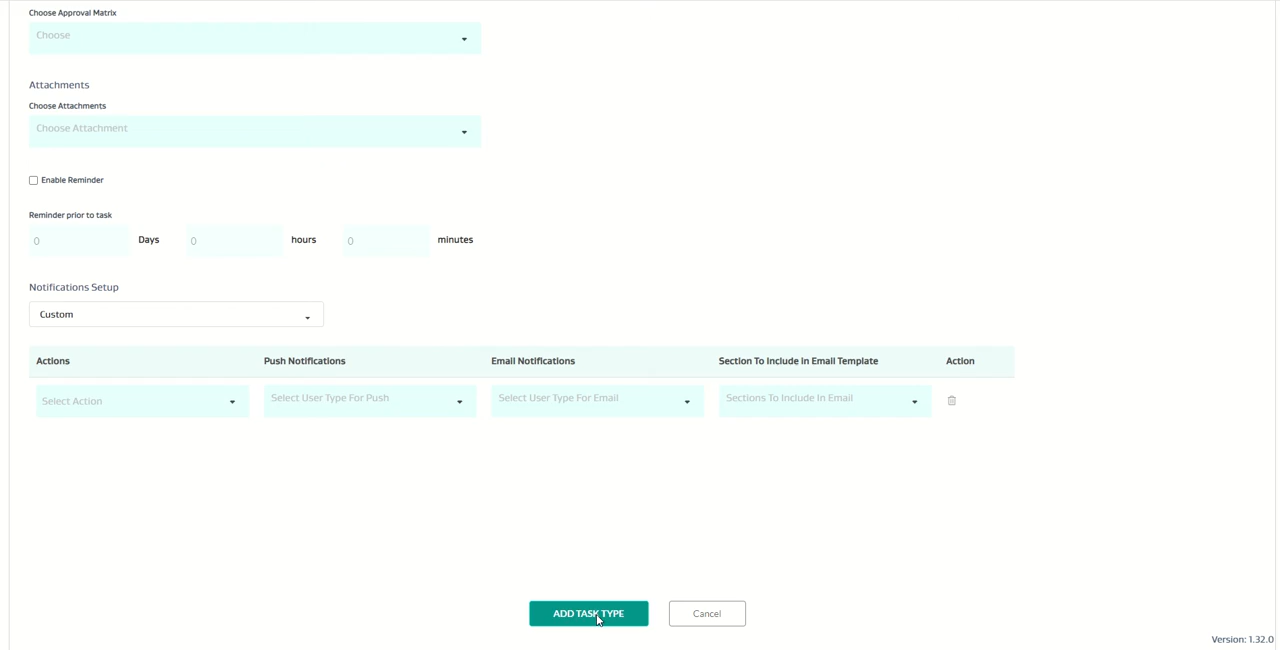 Choose Approval Matrix
Choose
Attachments
Choose Attachments
Choose Attachment
Enable Reminder
Reminder prior to task
0 Days 0 hours 0 minutes
Notifications Setup
Custom
Actions Push Notifications Email Notifications Section To Include in Email Template Action
Select Action Select User Type For Push Select User Type For Email Sections To Include In Email
ADD TASK TYPE Cancel
Version: 1.32.0